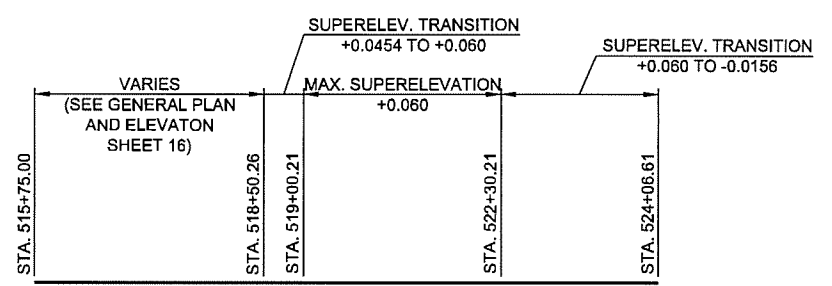 SUPERELEV. TRANSITION
+0.0454 TO +0.060
SUPERELEV. TRANSITION
+0.060 TO -0.0156
VARIES
(SEE GENERAL PLAN
AND ELEVATON
SHEET 16)
MAX. SUPERELEVATION
+0.060
STA. 515+75.00
STA. 518+50.26
STA. 519+00.21
STA. 522+30.21
STA. 524+06.61